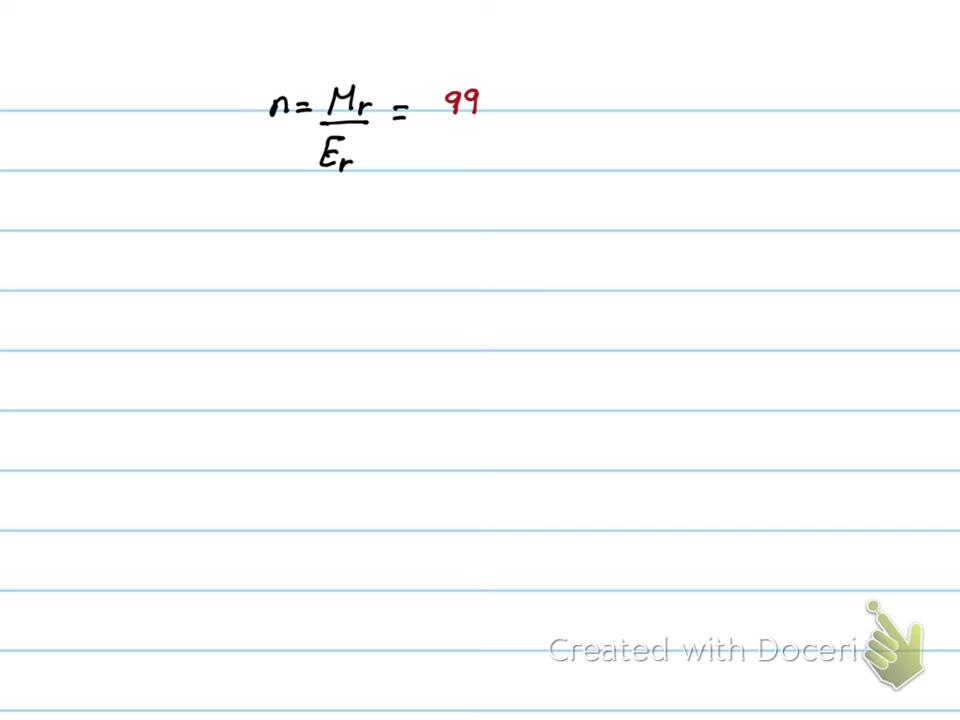 n = Mr = 99
Er
Created with Doceri